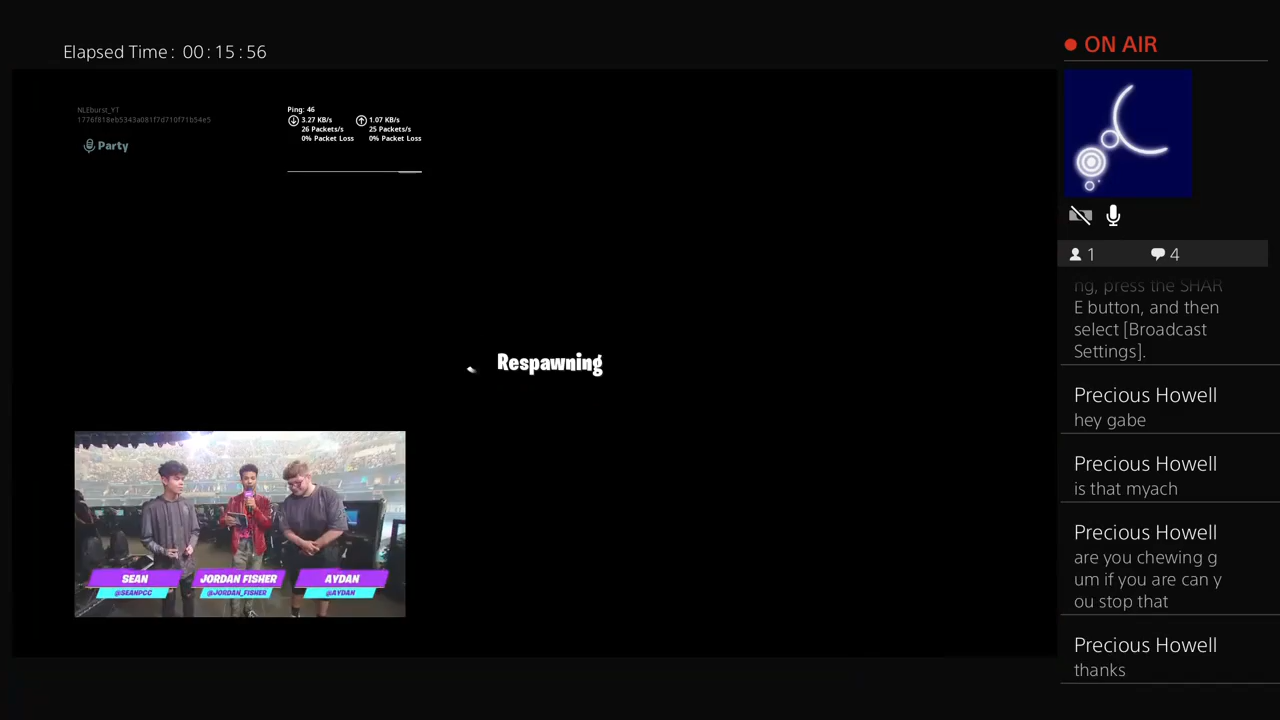 Elapsed Time: 00:15:56
ON AIR
NLEburst_YT
1776f818eb5343a081f7d710f71b54e5
Party
Ping: 46
3.27 KB/s
26 Packets/s
0% Packet Loss
1.07 KB/s
25 Packets/s
0% Packet Loss
Respawning
SEAN
@SEANPCC
JORDAN FISHER
@JORDAN_FISHER
AYDAN
@AYDAN
1
4
ng, press the SHAR
E button, and then
select [Broadcast
Settings].
Precious Howell
hey gabe
Precious Howell
is that myach
Precious Howell
are you chewing g
um if you are can y
ou stop that
Precious Howell
thanks